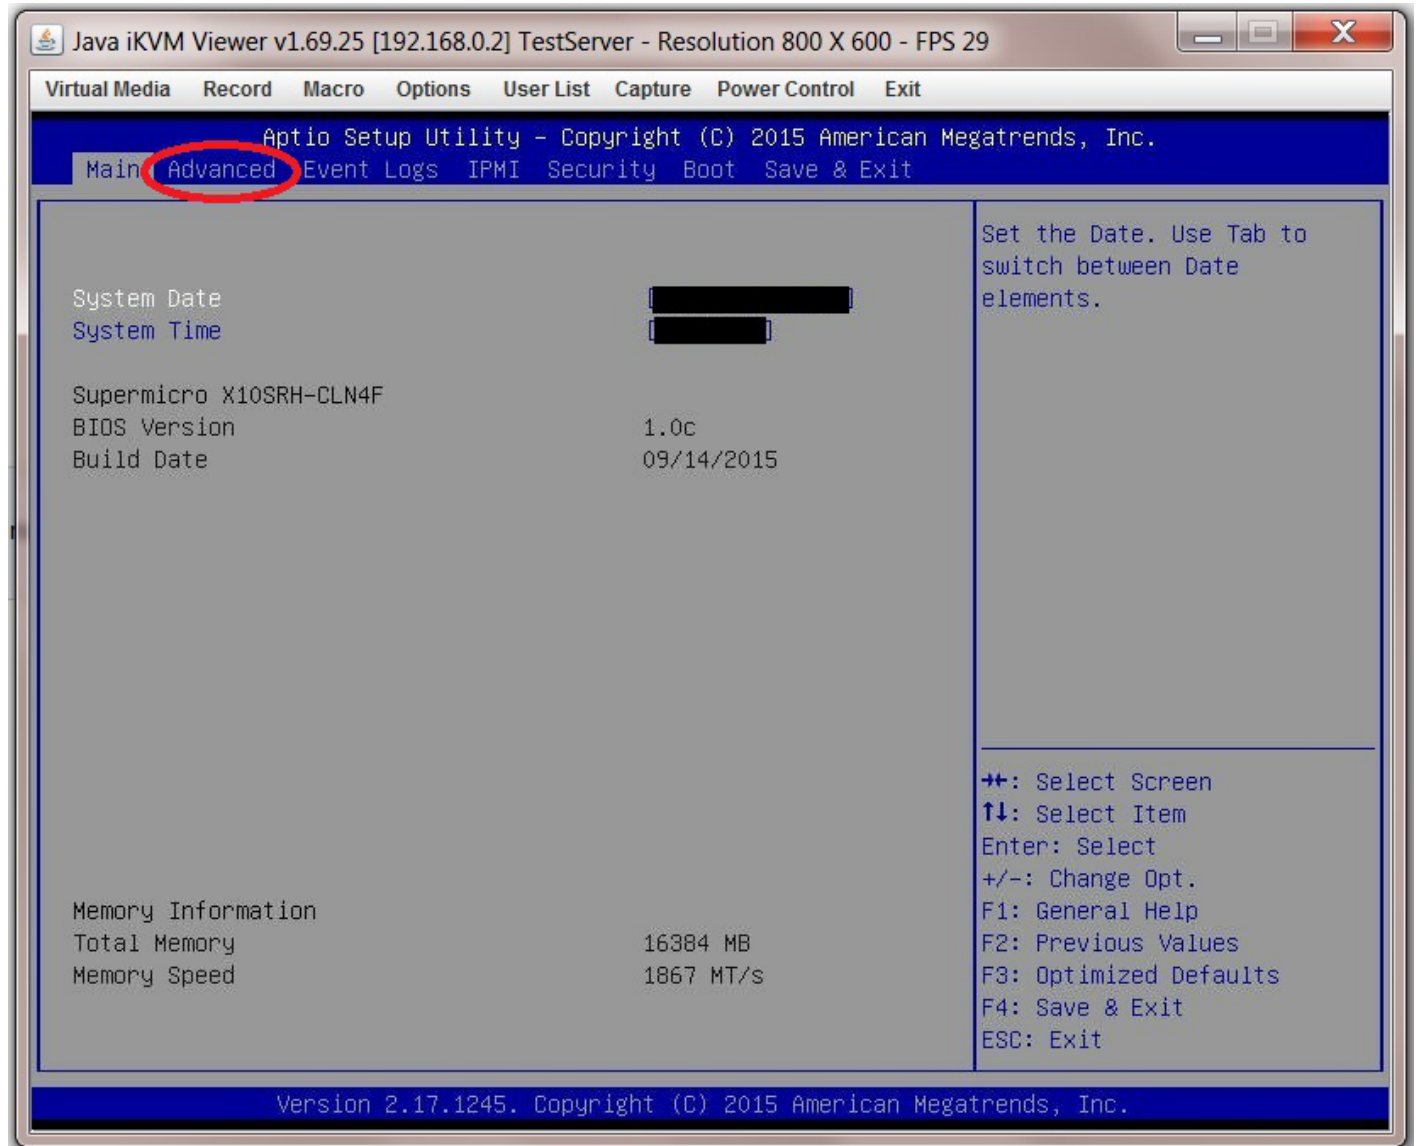 Java iKVM Viewer v1.69.25 [192.168.0.2] TestServer - Resolution 800 X 600 - FPS 29
Virtual Media Record Macro Options User List Capture Power Control Exit
Aptio Setup Utility - Copyright (C) 2015 American Megatrends, Inc.
Main Advanced Event Logs IPMI Security Boot Save & Exit
System Date [ ]
System Time [ ]
Supermicro X10SRH-CLN4F
BIOS Version 1.0c
Build Date 09/14/2015
Memory Information
Total Memory 16384 MB
Memory Speed 1867 MT/s
Set the Date. Use Tab to
switch between Date
elements.
→←: Select Screen
↑↓: Select Item
Enter: Select
+/-: Change Opt.
F1: General Help
F2: Previous Values
F3: Optimized Defaults
F4: Save & Exit
ESC: Exit
Version 2.17.1245. Copyright (C) 2015 American Megatrends, Inc.